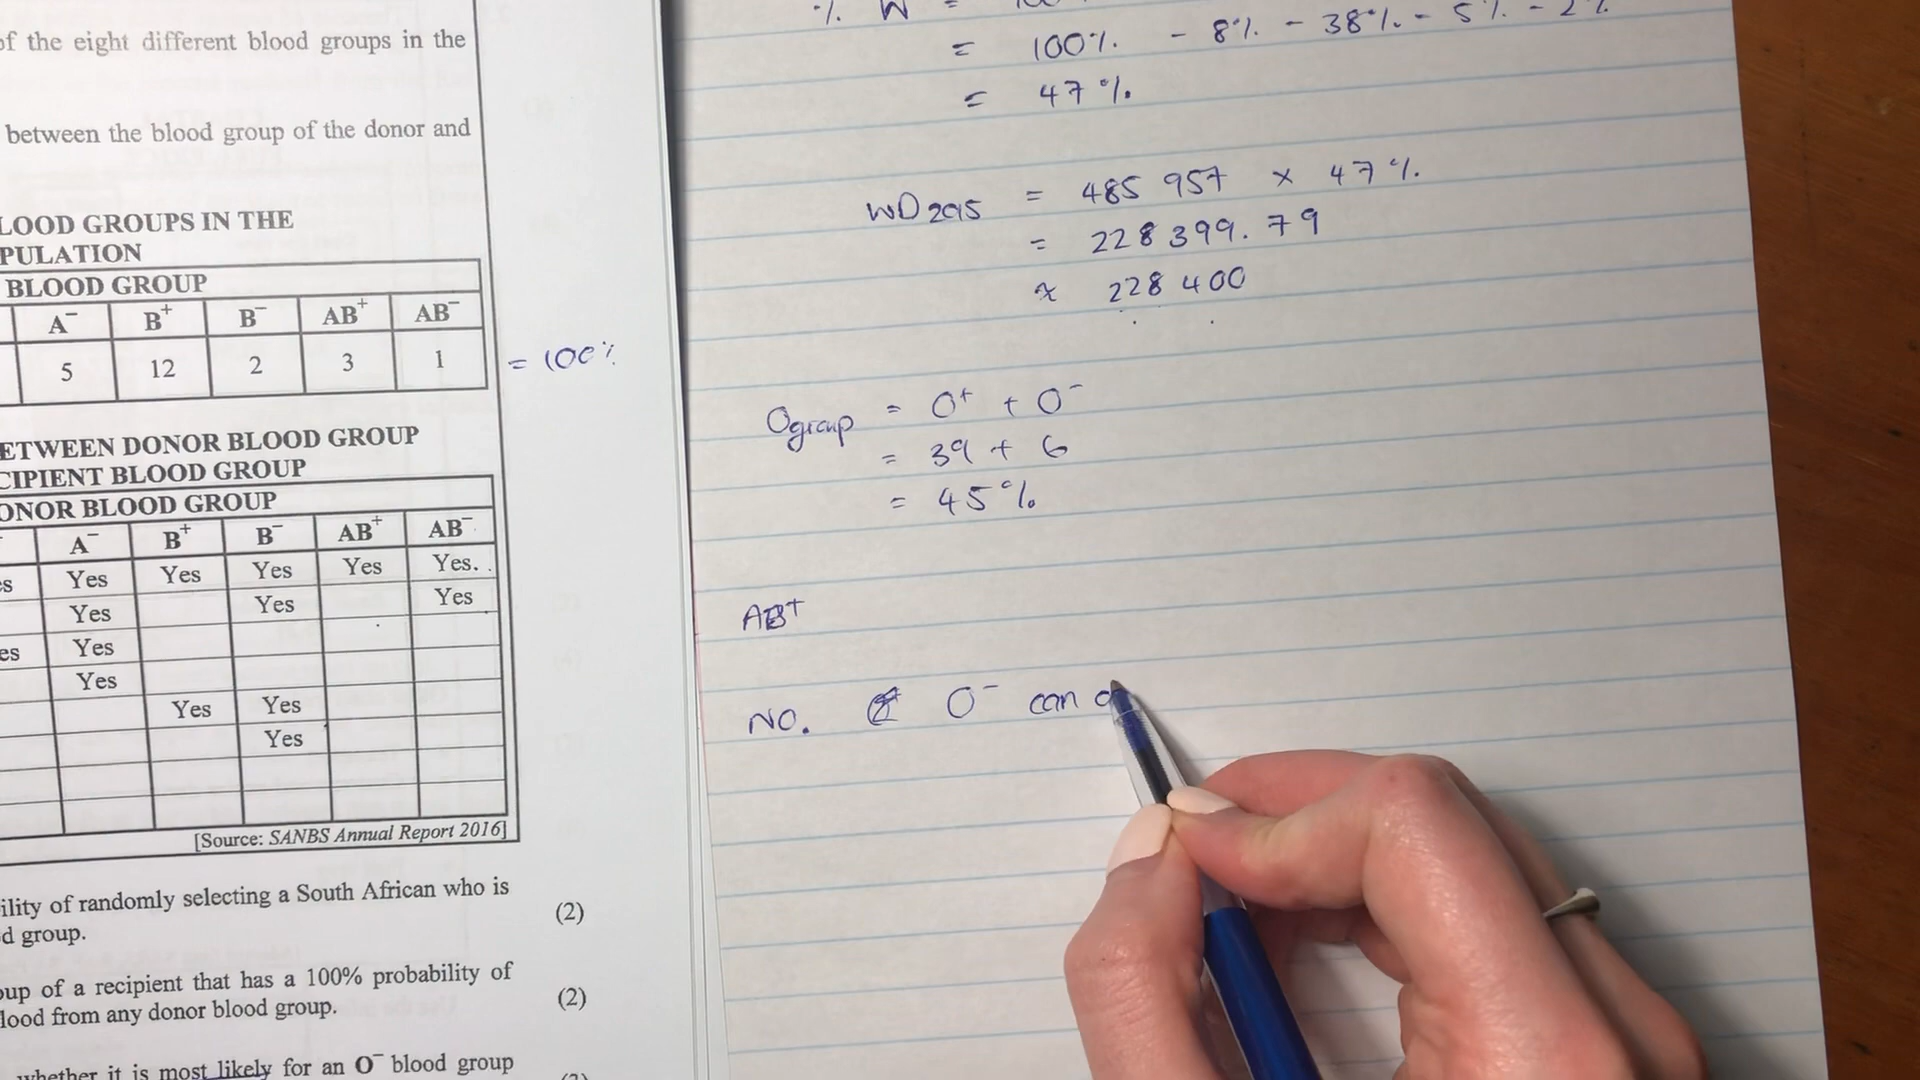 of the eight different blood groups in the
between the blood group of the donor and
LOOD GROUPS IN THE
PULATION
BLOOD GROUP
A⁻ B⁺ B⁻ AB⁺ AB⁻
5 12 2 3 1
= 100%
ETWEEN DONOR BLOOD GROUP
CIPIENT BLOOD GROUP
ONOR BLOOD GROUP
A⁻ B⁺ B⁻ AB⁺ AB⁻
es Yes Yes Yes Yes Yes.
Yes Yes Yes
es Yes
Yes
Yes Yes
Yes
[Source: SANBS Annual Report 2016]
ility of randomly selecting a South African who is
d group. (2)
oup of a recipient that has a 100% probability of
lood from any donor blood group. (2)
whether it is most likely for an O⁻ blood group
% W =
= 100% - 8% - 38% - 5% - 2%
= 47%
WD 2015 = 485 957 x 47%
= 228 399.79
≈ 228 400
Ogroup = O⁺ + O⁻
= 39 + 6
= 45%
AB⁺
NO. O⁻ can